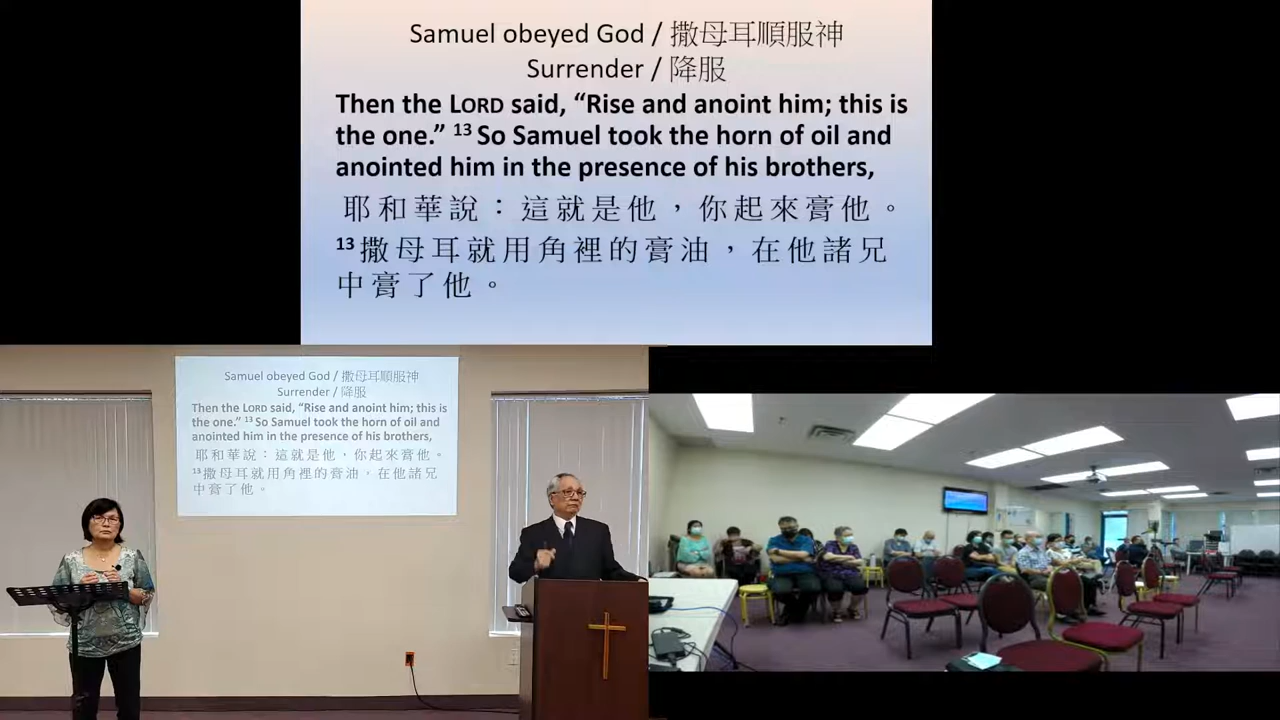 Samuel obeyed God / 撒母耳順服神
Surrender / 降服
Then the LORD said, “Rise and anoint him; this is
the one.” 13 So Samuel took the horn of oil and
anointed him in the presence of his brothers,
耶和華說：這就是他，你起來膏他。
13 撒母耳就用角裡的膏油，在他諸兄
中膏了他。
Samuel obeyed God / 撒母耳順服神
Surrender / 降服
Then the LORD said, “Rise and anoint him; this is
the one.” 13 So Samuel took the horn of oil and
anointed him in the presence of his brothers,
耶和華說：這就是他，你起來膏他。
13 撒母耳就用角裡的膏油，在他諸兄
中膏了他。